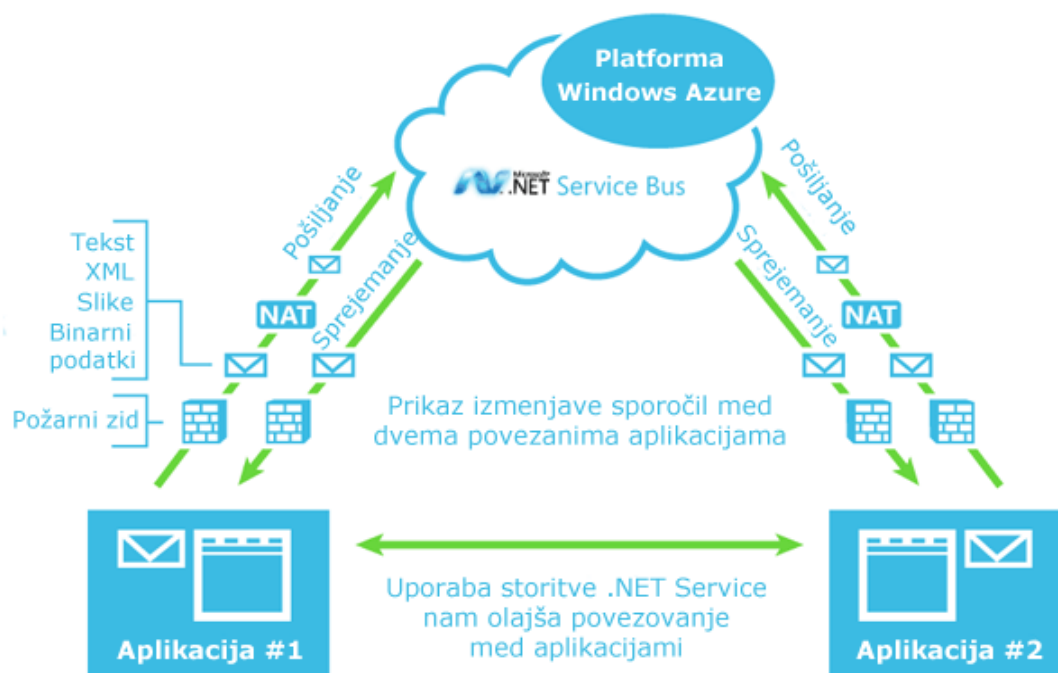 Platforma
Windows Azure
Microsoft
.NET Service Bus
Pošiljanje
Sprejemanje
Pošiljanje
Sprejemanje
Tekst
XML
Slike
Binarni
podatki
NAT
NAT
Požarni zid
Prikaz izmenjave sporočil med
dvema povezanima aplikacijama
Uporaba storitve .NET Service
nam olajša povezovanje
med aplikacijami
Aplikacija #1
Aplikacija #2